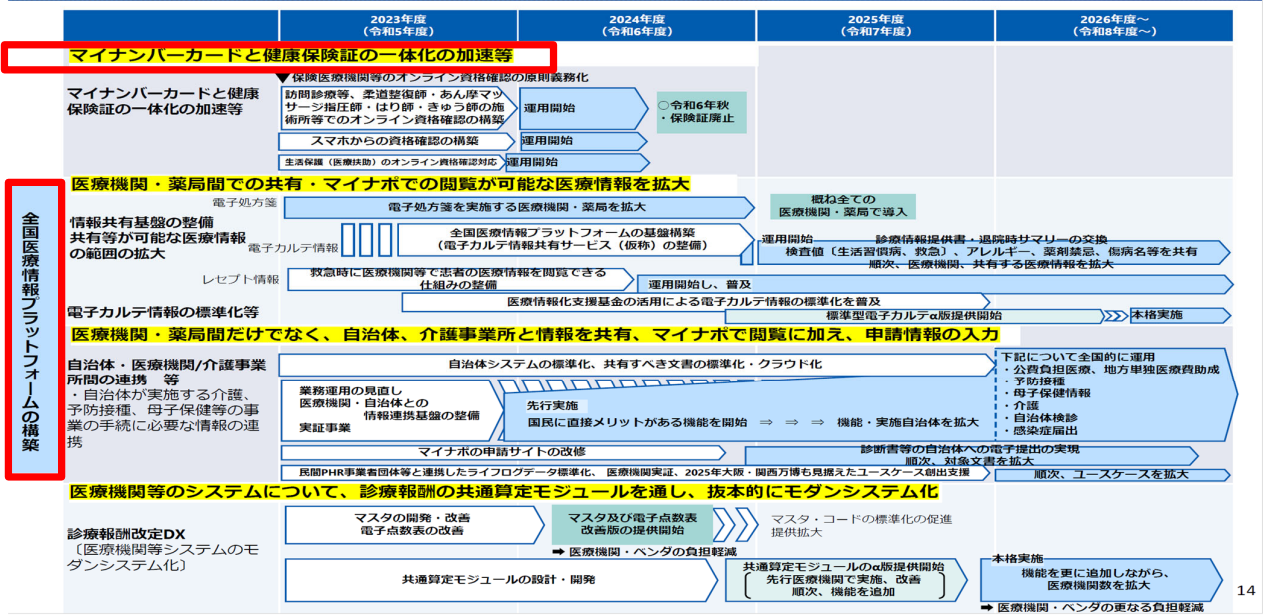 2023年度
(令和5年度)
2024年度
(令和6年度)
2025年度
(令和7年度)
2026年度～
(令和8年度～)
マイナンバーカードと健康保険証の一体化の加速等
▼保険医療機関等のオンライン資格確認の原則義務化
マイナンバーカードと健康
保険証の一体化の加速等
訪問診療等、柔道整復師・あん摩マッ
サージ指圧師・はり師・きゅう師の施
術所等でのオンライン資格確認の構築
運用開始
○令和6年秋
・保険証廃止
スマホからの資格確認の構築
運用開始
生活保護（医療扶助）のオンライン資格確認対応
運用開始
全国医療情報プラットフォームの構築
医療機関・薬局間での共有・マイナポでの閲覧が可能な医療情報を拡大
電子処方箋
電子処方箋を実施する医療機関・薬局を拡大
概ね全ての
医療機関・薬局で導入
情報共有基盤の整備
共有等が可能な医療情報
の範囲の拡大
電子カルテ情報
全国医療情報プラットフォームの基盤構築
（電子カルテ情報共有サービス（仮称）の整備）
運用開始
診療情報提供書・退院時サマリーの交換
検査値〔生活習慣病、救急〕、アレルギー、薬剤禁忌、傷病名等を共有
順次、医療機関、共有する医療情報を拡大
レセプト情報
救急時に医療機関等で患者の医療情報を閲覧できる
仕組みの整備
運用開始し、普及
電子カルテ情報の標準化等
医療情報化支援基金の活用による電子カルテ情報の標準化を普及
標準型電子カルテα版提供開始
本格実施
医療機関・薬局間だけでなく、自治体、介護事業所と情報を共有、マイナポで閲覧に加え、申請情報の入力
自治体・医療機関/介護事業
所間の連携　等
・自治体が実施する介護、
予防接種、母子保健等の事
業の手続に必要な情報の連
携
自治体システムの標準化、共有すべき文書の標準化・クラウド化
業務運用の見直し
医療機関・自治体との
情報連携基盤の整備
実証事業
先行実施
国民に直接メリットがある機能を開始　⇒　⇒　⇒　機能・実施自治体を拡大
下記について全国的に運用
・公費負担医療、地方単独医療費助成
・予防接種
・母子保健情報
・介護
・自治体検診
・感染症届出
マイナポの申請サイトの改修
診断書等の自治体への電子提出の実現
順次、対象文書を拡大
民間PHR事業者団体等と連携したライフログデータ標準化、 医療機関実証、2025年大阪・関西万博も見据えたユースケース創出支援
順次、ユースケースを拡大
医療機関等のシステムについて、診療報酬の共通算定モジュールを通し、抜本的にモダンシステム化
診療報酬改定DX
〔医療機関等システムのモ
ダンシステム化〕
マスタの開発・改善
電子点数表の改善
マスタ及び電子点数表
改善版の提供開始
マスタ・コードの標準化の促進
提供拡大
➡ 医療機関・ベンダの負担軽減
共通算定モジュールの設計・開発
共通算定モジュールのα版提供開始
先行医療機関で実施、改善
順次、機能を追加
本格実施
機能を更に追加しながら、
医療機関数を拡大
➡ 医療機関・ベンダの更なる負担軽減
14